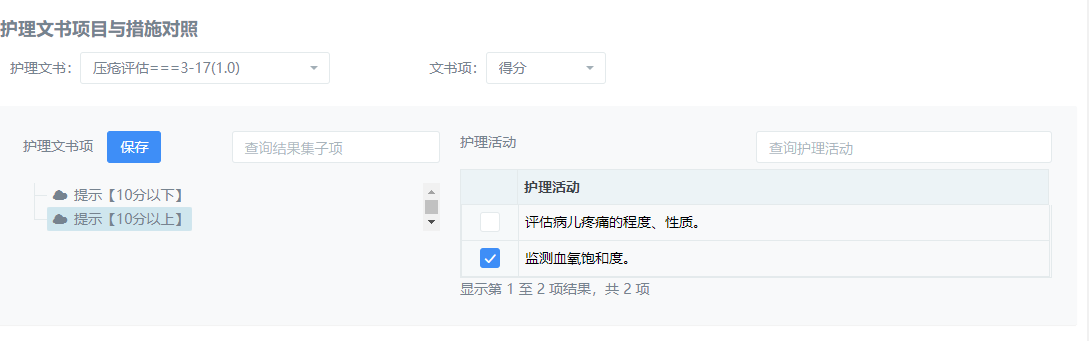 护理文书项目与措施对照
护理文书： 压疮评估===3-17(1.0) 文书项： 得分
护理文书项 保存 查询结果集子项 护理活动 查询护理活动
提示【10分以下】
提示【10分以上】
护理活动
评估病儿疼痛的程度、性质。
监测血氧饱和度。
显示第 1 至 2 项结果，共 2 项